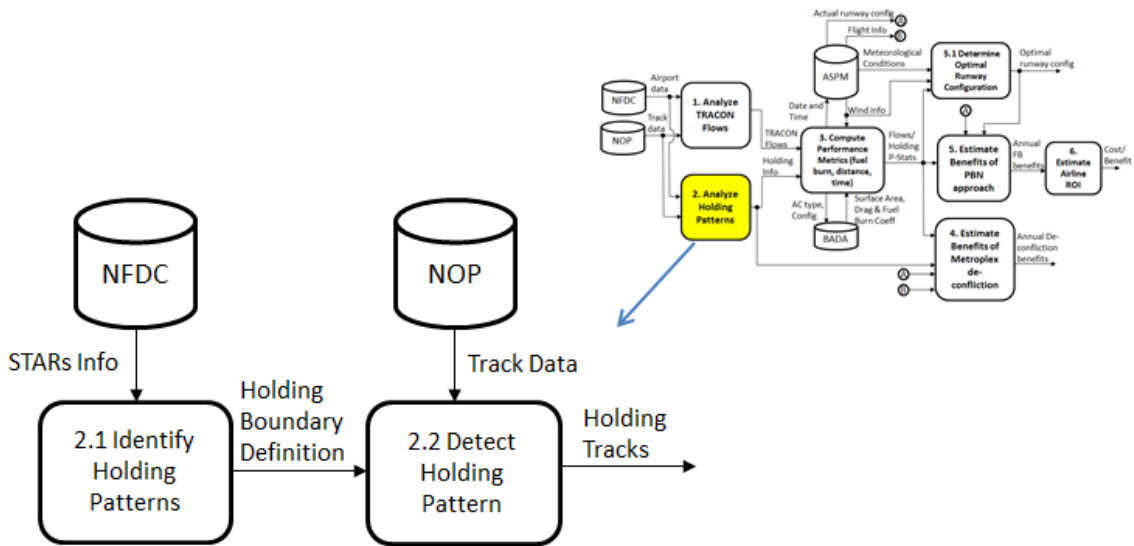 Actual runway config
A
Flight Info
B
ASPM
Meteorological
Conditions
5.1 Determine
Optimal
Runway
Configuration
Optimal
runway config
NFDC
Airport
data
NOP
Track
data
1. Analyze
TRACON
Flows
Date and
Time
Wind info
A
TRACON
Flows
3. Compute
Performance
Metrics (fuel
burn, distance,
time)
Flows/
Holding
P-Stats
5. Estimate
Benefits of
PBN
approach
Annual
FB
benefits
6.
Estimate
Airline
ROI
Cost/
Benefit
Holding
Info
2. Analyze
Holding
Patterns
AC type,
Config
Surface Area,
Drag & Fuel
Burn Coeff
BADA
4. Estimate
Benefits of
Metroplex
de-
confliction
Annual De-
confliction
benefits
A
B
NFDC
NOP
STARs Info
Track Data
2.1 Identify
Holding
Patterns
Holding
Boundary
Definition
2.2 Detect
Holding
Pattern
Holding
Tracks